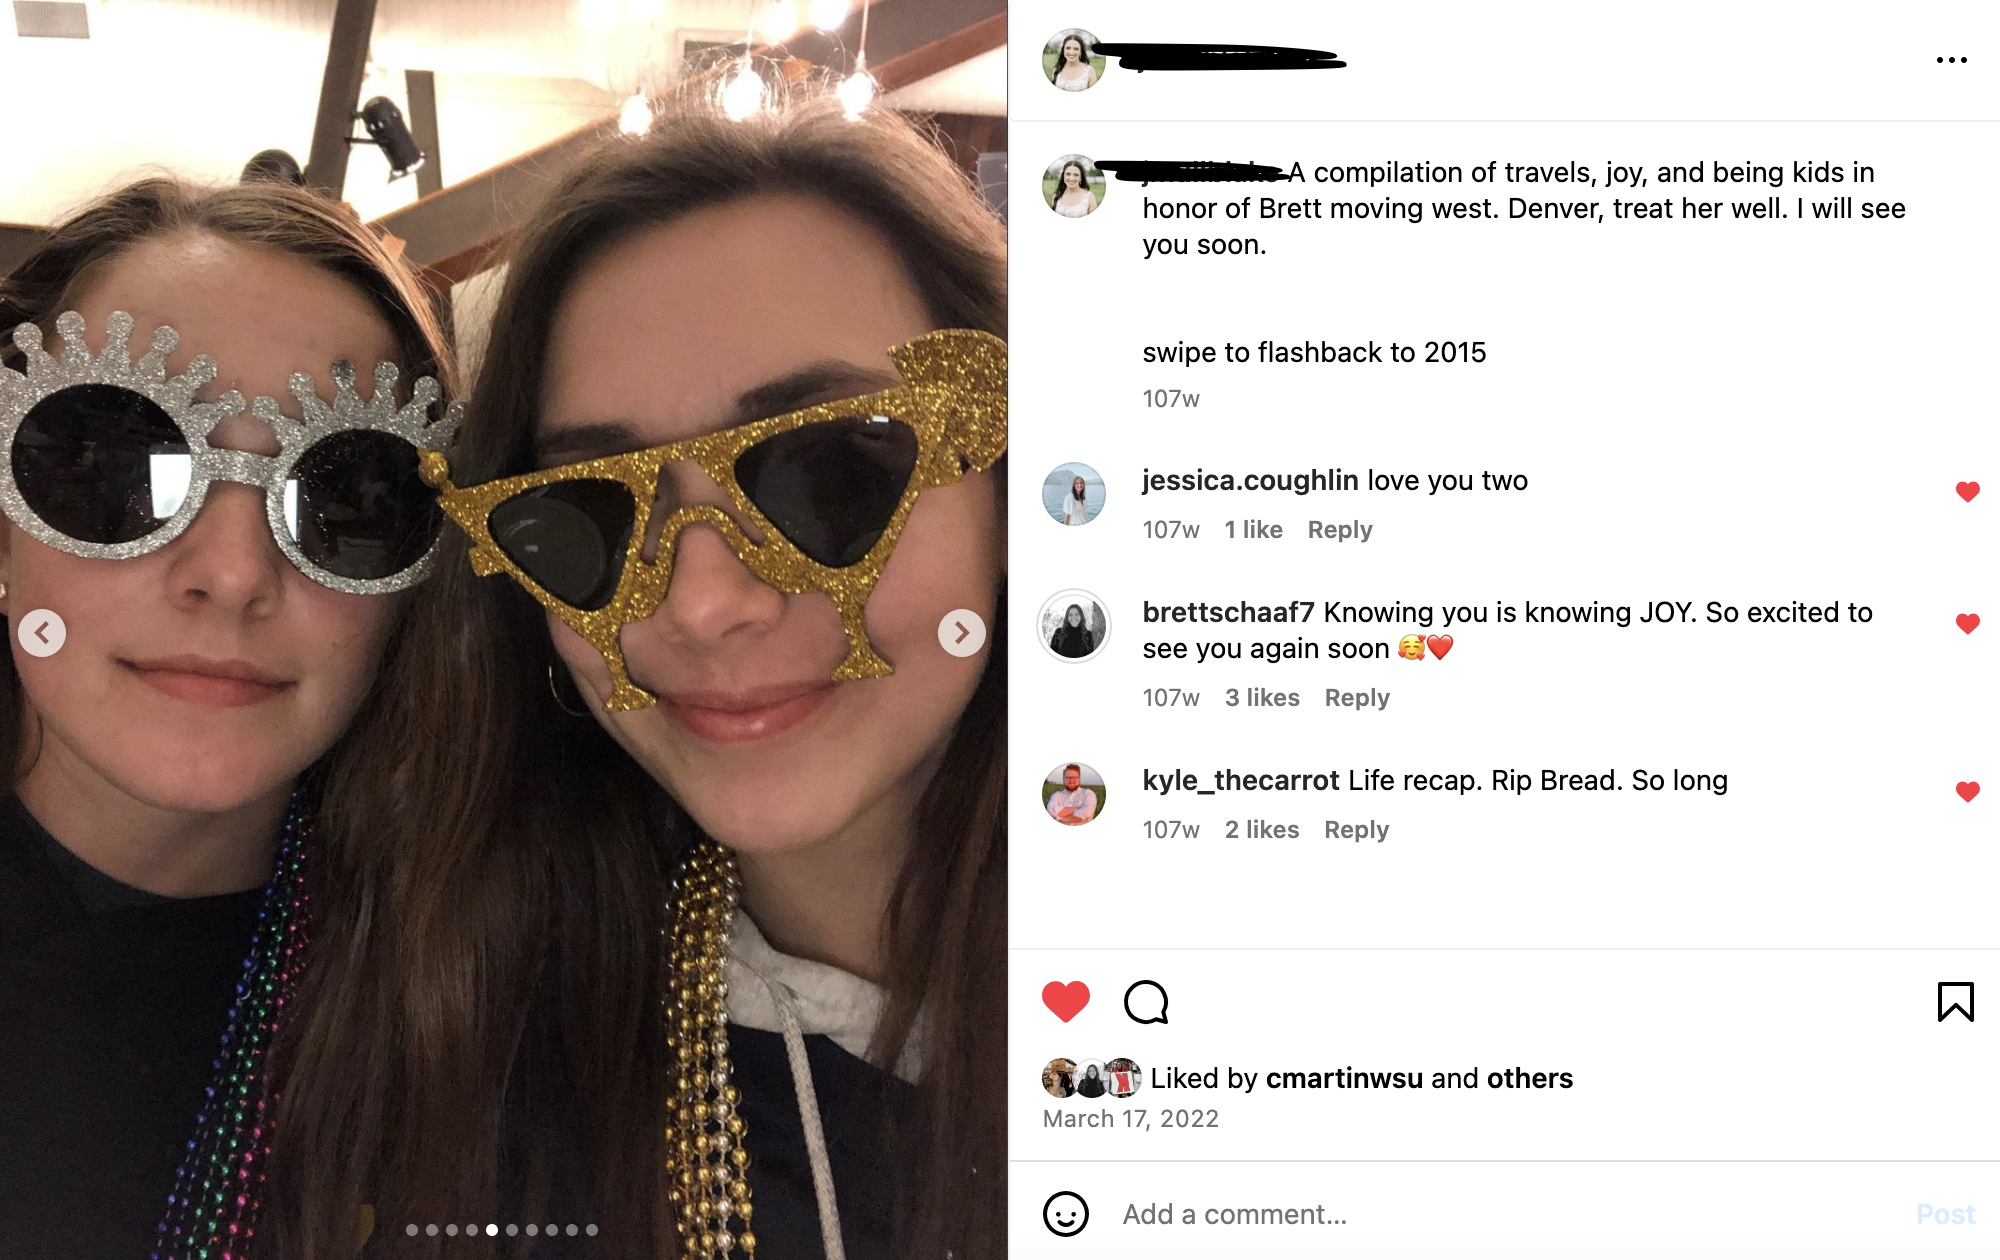 A compilation of travels, joy, and being kids in
honor of Brett moving west. Denver, treat her well. I will see
you soon.
swipe to flashback to 2015
107w
jessica.coughlin love you two
107w 1 like Reply
brettschaaf7 Knowing you is knowing JOY. So excited to
see you again soon 🥰❤️
107w 3 likes Reply
kyle_thecarrot Life recap. Rip Bread. So long
107w 2 likes Reply
Liked by cmartinwsu and others
March 17, 2022
Add a comment...
Post